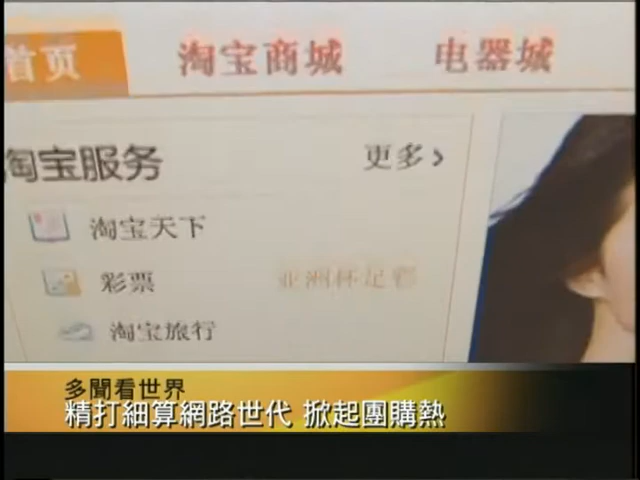 首页 淘宝商城 电器城
淘宝服务 更多 ›
淘宝天下
彩票 亚洲杯足彩
淘宝旅行
多聞看世界
精打細算網路世代 掀起團購熱